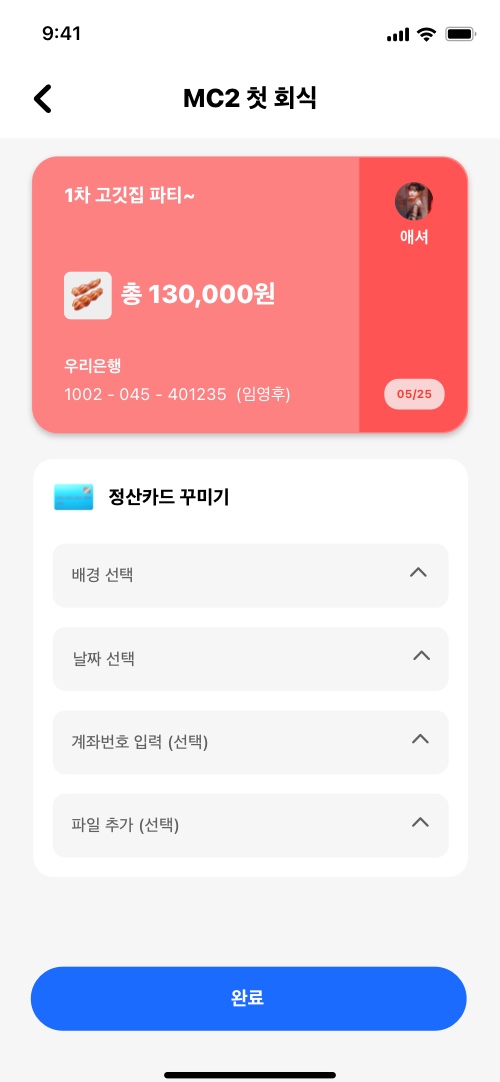 9:41
MC2 첫 회식
1차 고깃집 파티~
애셔
총 130,000원
우리은행
1002 - 045 - 401235 (임영후)
05/25
정산카드 꾸미기
배경 선택
날짜 선택
계좌번호 입력 (선택)
파일 추가 (선택)
완료